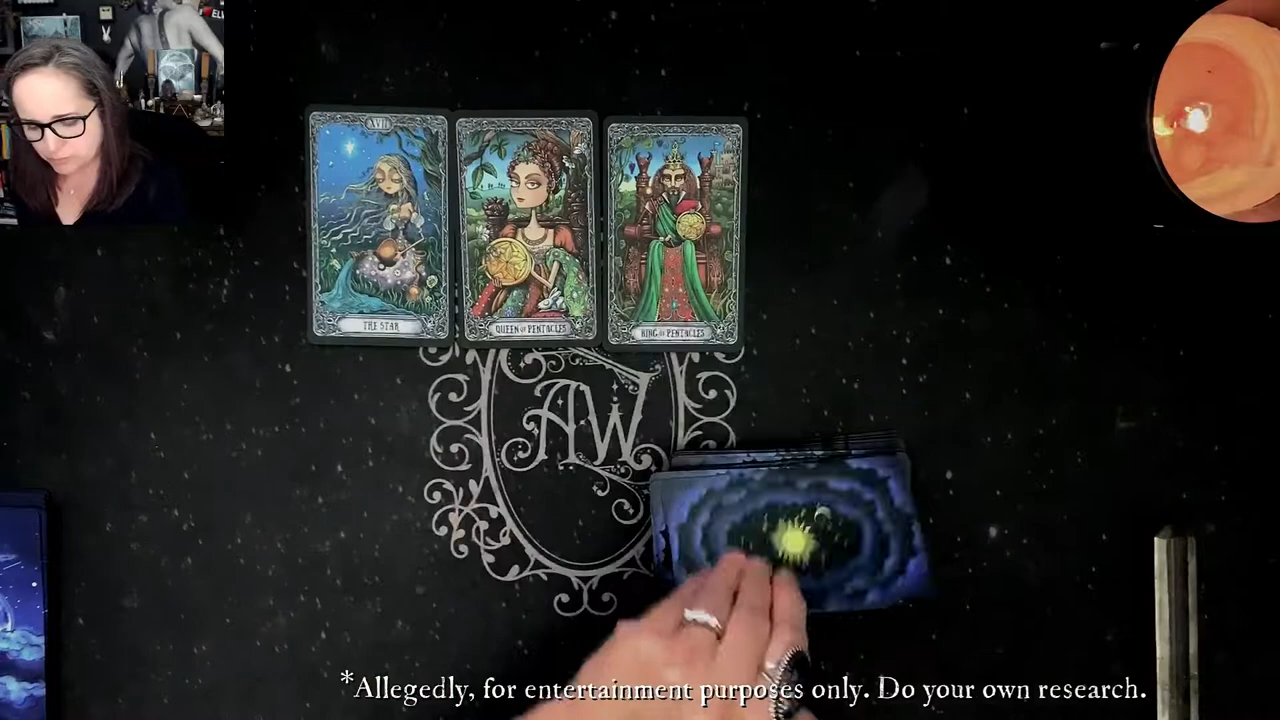 EL
XVII
THE STAR
QUEEN OF PENTACLES
KING OF PENTACLES
AW
*Allegedly, for entertainment purposes only. Do your own research.